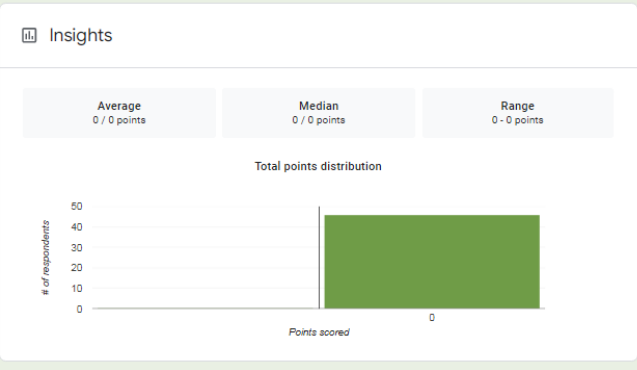 Insights
Average
0 / 0 points
Median
0 / 0 points
Range
0 - 0 points
Total points distribution
# of respondents
50
40
30
20
10
0
0
Points scored